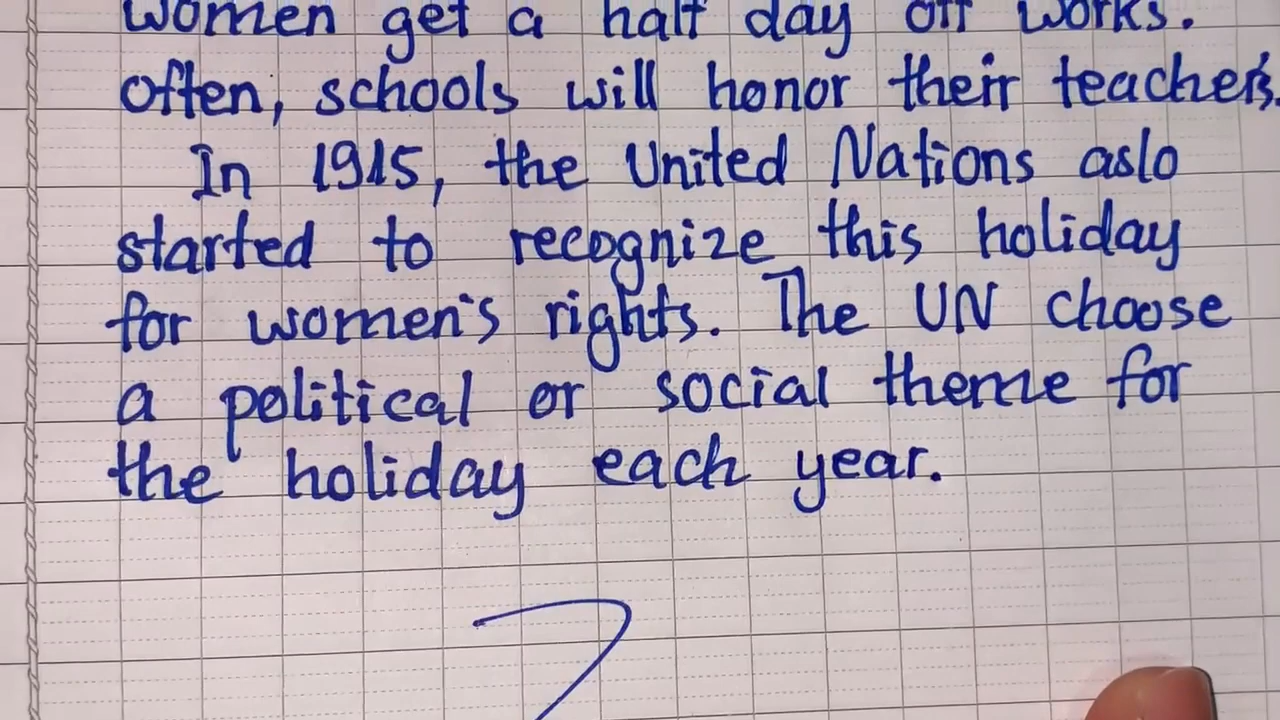 women get a half day off works.
often, schools will honor their teachers.
In 1915, the United Nations aslo
started to recognize this holiday
for women's rights. The UN choose
a political or social theme for
the holiday each year.